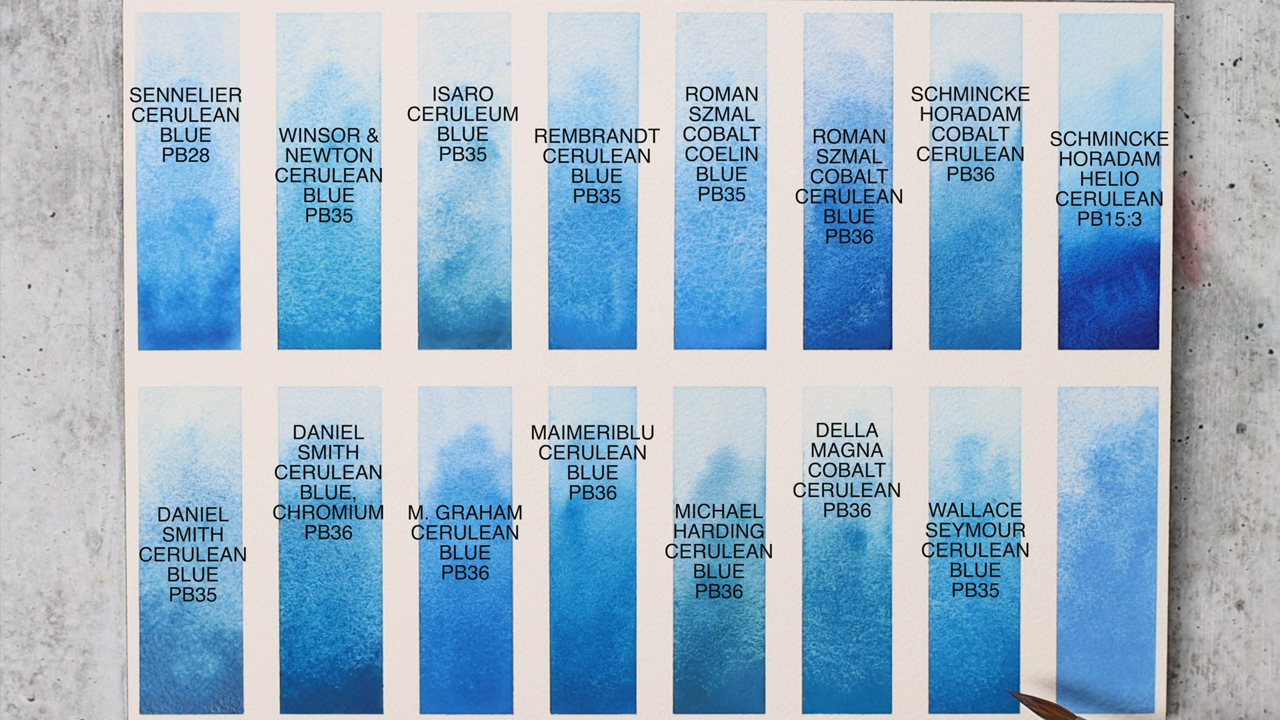 SENNELIER
CERULEAN
BLUE
PB28
WINSOR &
NEWTON
CERULEAN
BLUE
PB35
ISARO
CERULEUM
BLUE
PB35
REMBRANDT
CERULEAN
BLUE
PB35
ROMAN
SZMAL
COBALT
COELIN
BLUE
PB35
ROMAN
SZMAL
COBALT
CERULEAN
BLUE
PB36
SCHMINCKE
HORADAM
COBALT
CERULEAN
PB36
SCHMINCKE
HORADAM
HELIO
CERULEAN
PB15:3
DANIEL
SMITH
CERULEAN
BLUE
PB35
DANIEL
SMITH
CERULEAN
BLUE,
CHROMIUM
PB36
M. GRAHAM
CERULEAN
BLUE
PB36
MAIMERIBLU
CERULEAN
BLUE
PB36
MICHAEL
HARDING
CERULEAN
BLUE
PB36
DELLA
MAGNA
COBALT
CERULEAN
PB36
WALLACE
SEYMOUR
CERULEAN
BLUE
PB35